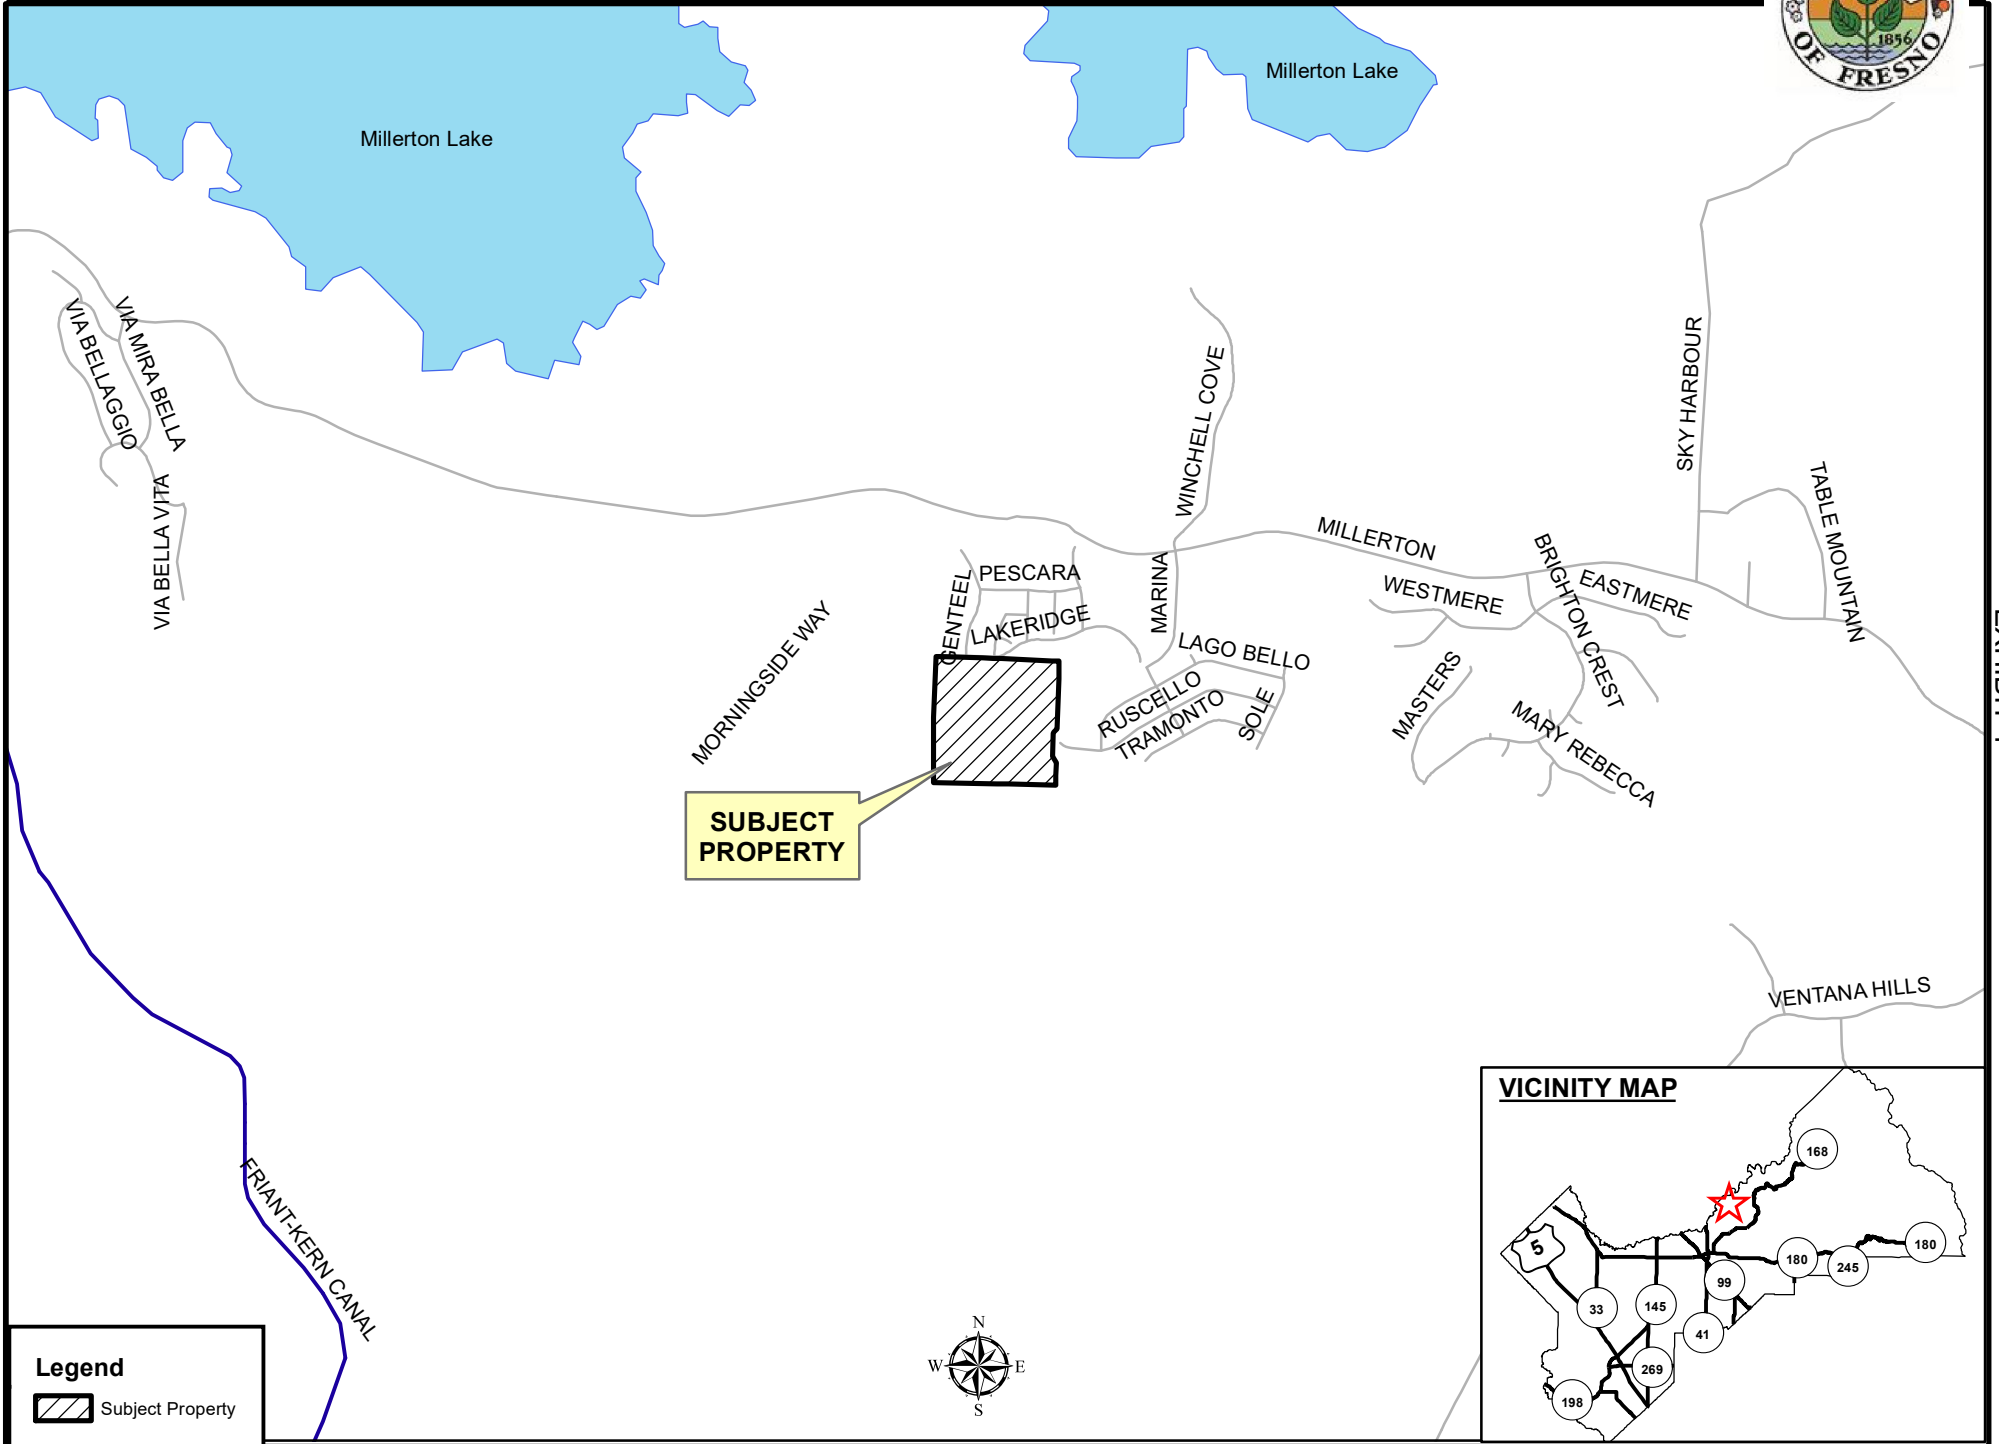 1856
OF FRESNO
Millerton Lake
Millerton Lake
VIA BELLAGGIO
VIA MIRA BELLA
VIA BELLA VITA
WINCHELL COVE
SKY HARBOUR
TABLE MOUNTAIN
MILLERTON
BRIGHTON CREST
EASTMERE
WESTMERE
PESCARA
GENTEEL
LAKERIDGE
MARINA
LAGO BELLO
MORNINGSIDE WAY
RUSCELLO
TRAMONTO
SOLE
MASTERS
MARY REBECCA
SUBJECT
PROPERTY
VENTANA HILLS
FRIANT-KERN CANAL
VICINITY MAP
168
5
180
180
245
99
33
145
41
269
198
N
W
E
S
Legend
Subject Property